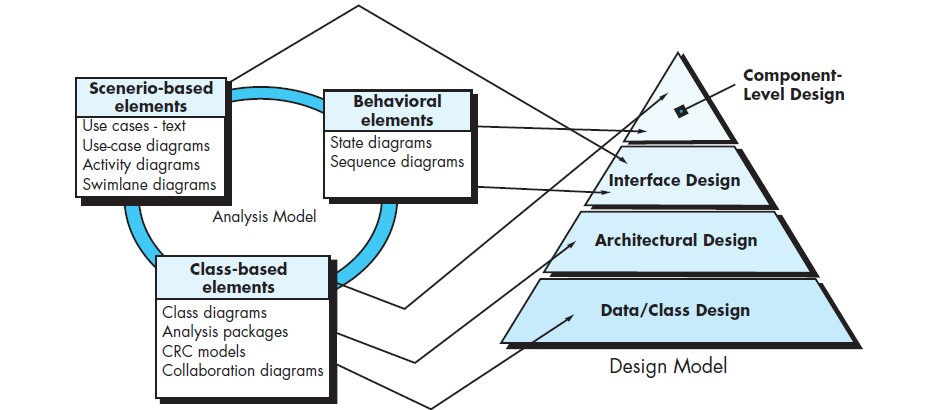 Scenerio-based
elements
Use cases - text
Use-case diagrams
Activity diagrams
Swimlane diagrams
Behavioral
elements
State diagrams
Sequence diagrams
Analysis Model
Class-based
elements
Class diagrams
Analysis packages
CRC models
Collaboration diagrams
Component-
Level Design
Interface Design
Architectural Design
Data/Class Design
Design Model